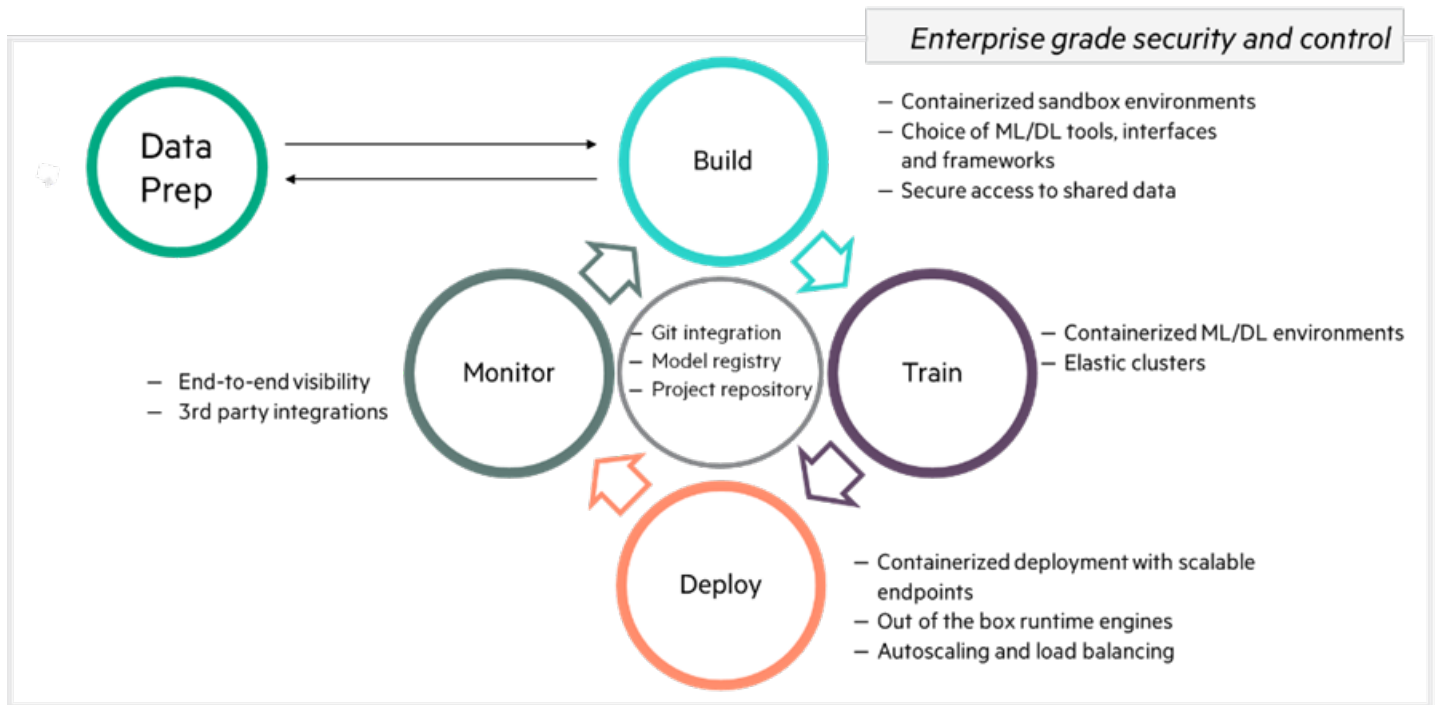 Enterprise grade security and control
Data
Prep
Build
– Containerized sandbox environments
– Choice of ML/DL tools, interfaces
and frameworks
– Secure access to shared data
Monitor
– End-to-end visibility
– 3rd party integrations
– Git integration
– Model registry
– Project repository
Train
– Containerized ML/DL environments
– Elastic clusters
Deploy
– Containerized deployment with scalable
endpoints
– Out of the box runtime engines
– Autoscaling and load balancing